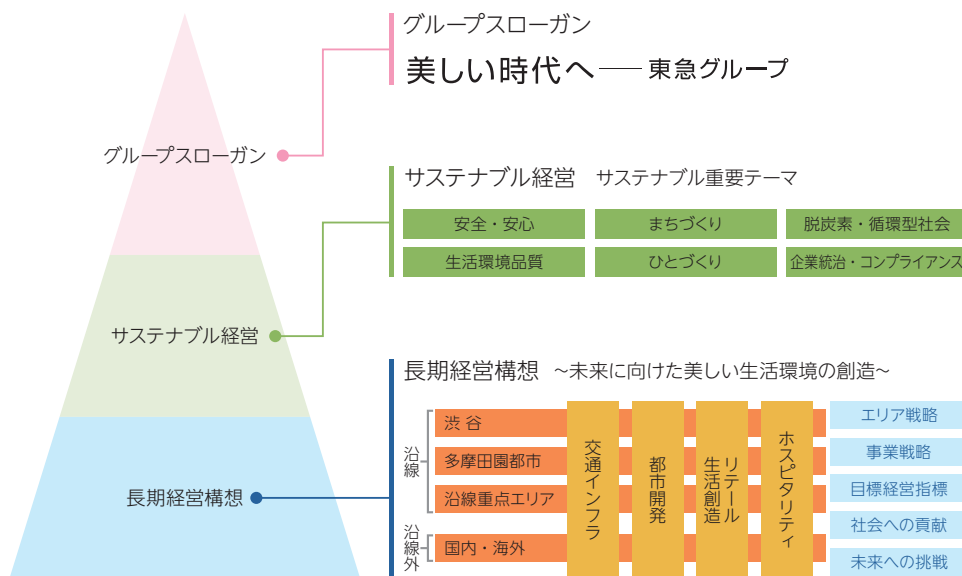 グループスローガン
美しい時代へ――東急グループ
グループスローガン
サステナブル経営 サステナブル重要テーマ
安全・安心 まちづくり 脱炭素・循環型社会
生活環境品質 ひとづくり 企業統治・コンプライアンス
サステナブル経営
長期経営構想 ~未来に向けた美しい生活環境の創造~
長期経営構想
沿線
渋谷
多摩田園都市
沿線重点エリア
沿線外
国内・海外
交通インフラ
都市開発
リテール
生活創造
ホスピタリティ
エリア戦略
事業戦略
目標経営指標
社会への貢献
未来への挑戦